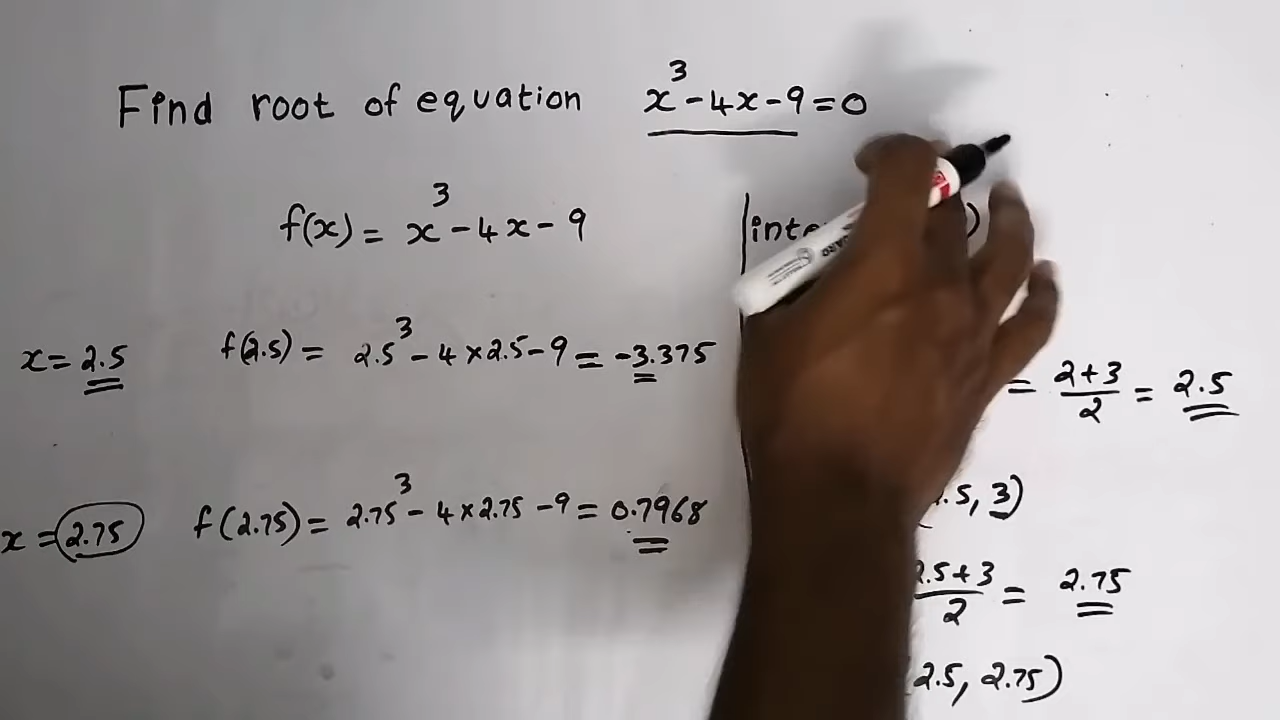 Find root of equation x³-4x-9=0
f(x) = x³-4x-9
x=2.5 f(2.5) = 2.5³-4×2.5-9 = -3.375
= 2+3/2 = 2.5
.5, 3)
x=2.75 f(2.75) = 2.75³-4×2.75-9 = 0.7968
2.5+3/2 = 2.75
(2.5, 2.75)